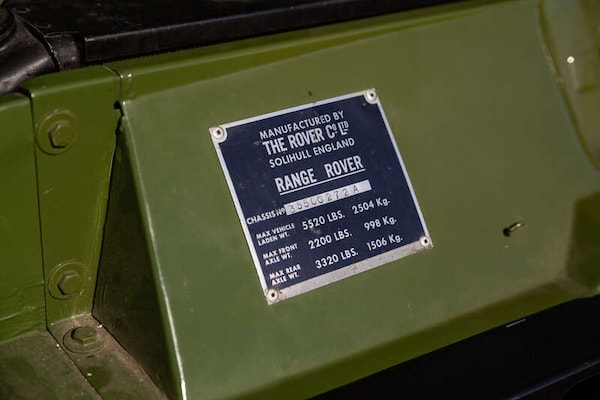 MANUFACTURED BY
THE ROVER CO LTD
SOLIHULL ENGLAND
RANGE ROVER
CHASSIS No 35500272A
MAX VEHICLE LADEN WT. 5520 LBS. 2504 Kg.
MAX FRONT AXLE WT. 2200 LBS. 998 Kg.
MAX REAR AXLE WT. 3320 LBS. 1506 Kg.